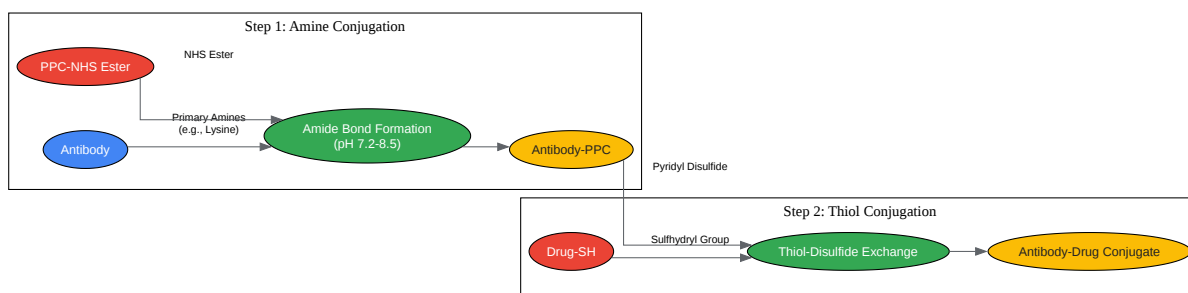 Step 1: Amine Conjugation
NHS Ester
PPC-NHS Ester
Primary Amines
(e.g., Lysine)
Amide Bond Formation
(pH 7.2-8.5)
Antibody
Antibody-PPC
Pyridyl Disulfide
Step 2: Thiol Conjugation
Sulfhydryl Group
Drug-SH
Thiol-Disulfide Exchange
Antibody-Drug Conjugate